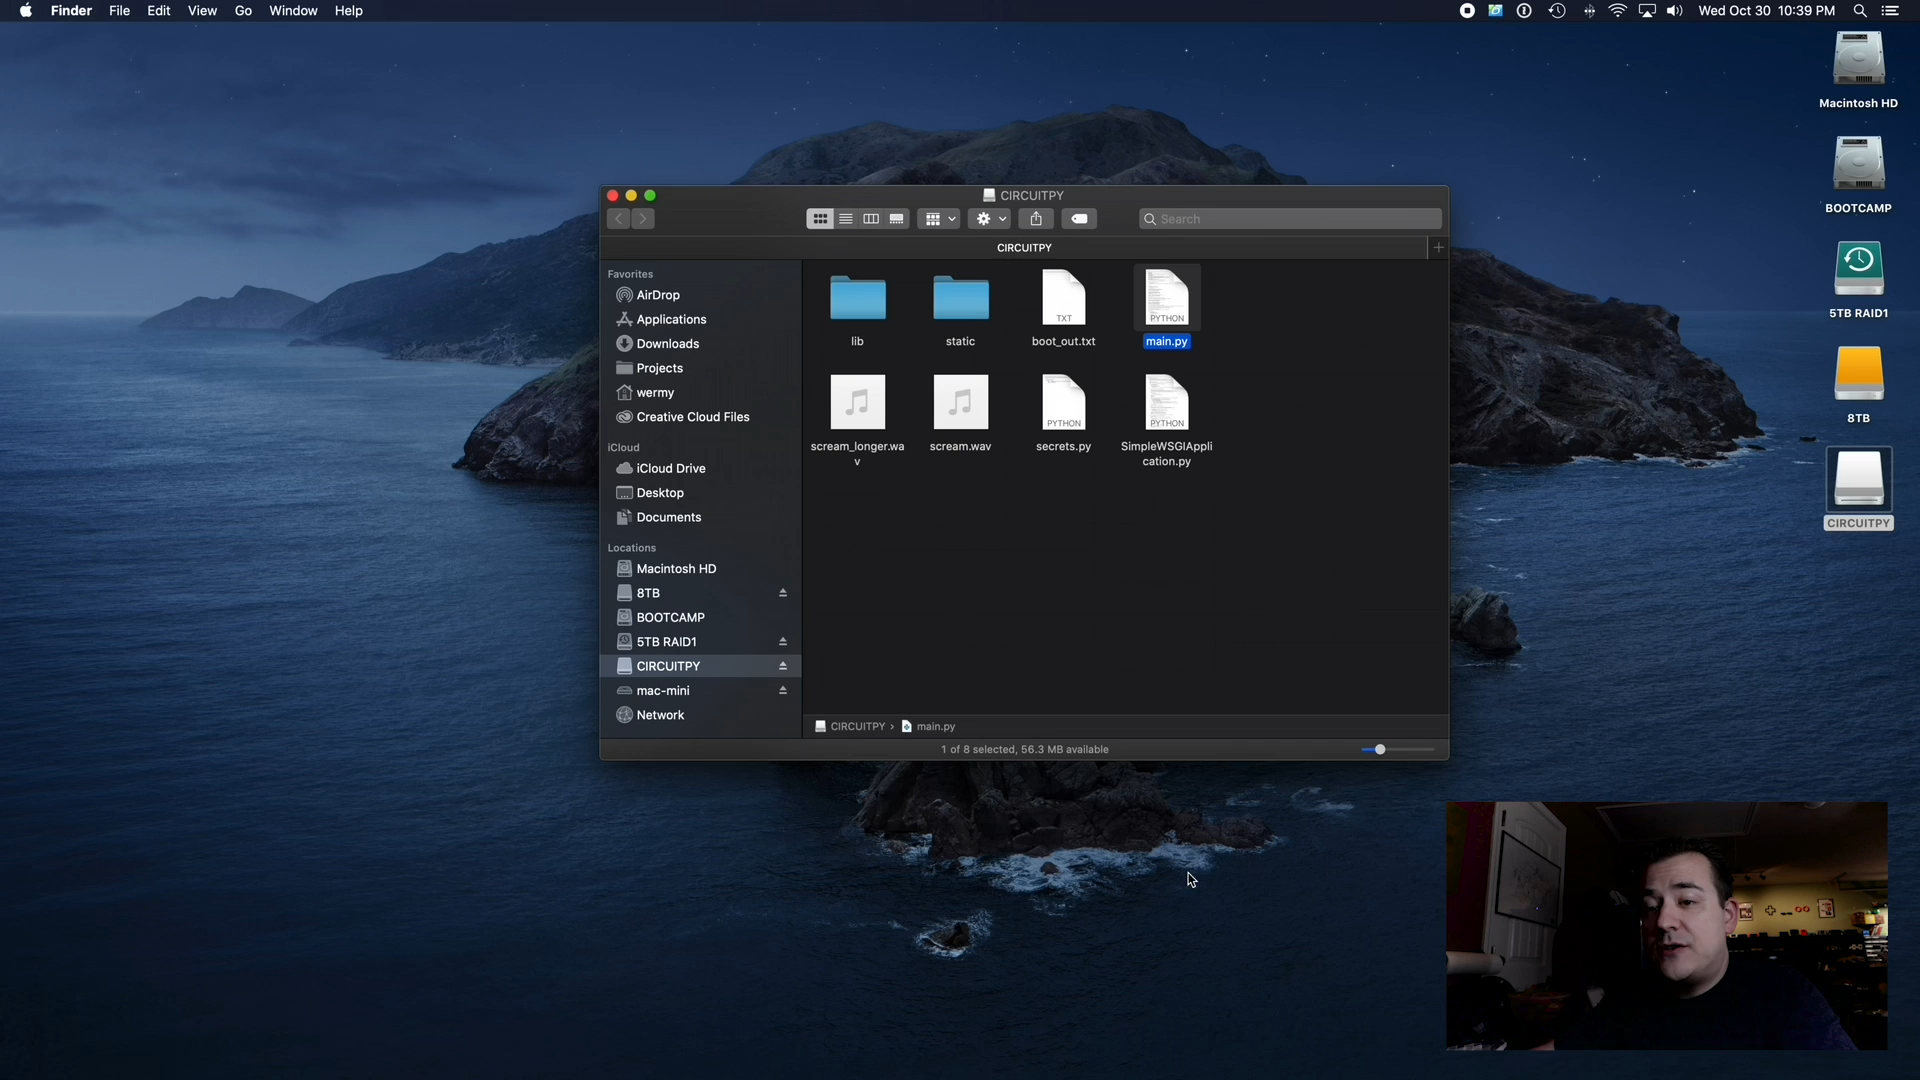 Finder File Edit View Go Window Help
Wed Oct 30 10:39 PM
Macintosh HD
BOOTCAMP
5TB RAID1
8TB
CIRCUITPY
CIRCUITPY
Search
CIRCUITPY
Favorites
AirDrop
Applications
Downloads
Projects
wermy
Creative Cloud Files
iCloud
iCloud Drive
Desktop
Documents
Locations
Macintosh HD
8TB
BOOTCAMP
5TB RAID1
CIRCUITPY
mac-mini
Network
TXT
PYTHON
lib
static
boot_out.txt
main.py
PYTHON
PYTHON
scream_longer.wa
v
scream.wav
secrets.py
SimpleWSGIAppli
cation.py
CIRCUITPY › main.py
1 of 8 selected, 56.3 MB available